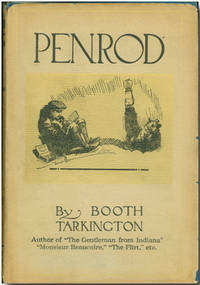 PENROD
By BOOTH
TARKINGTON
Author of "The Gentleman from Indiana"
"Monsieur Beaucaire," "The Flirt," etc.